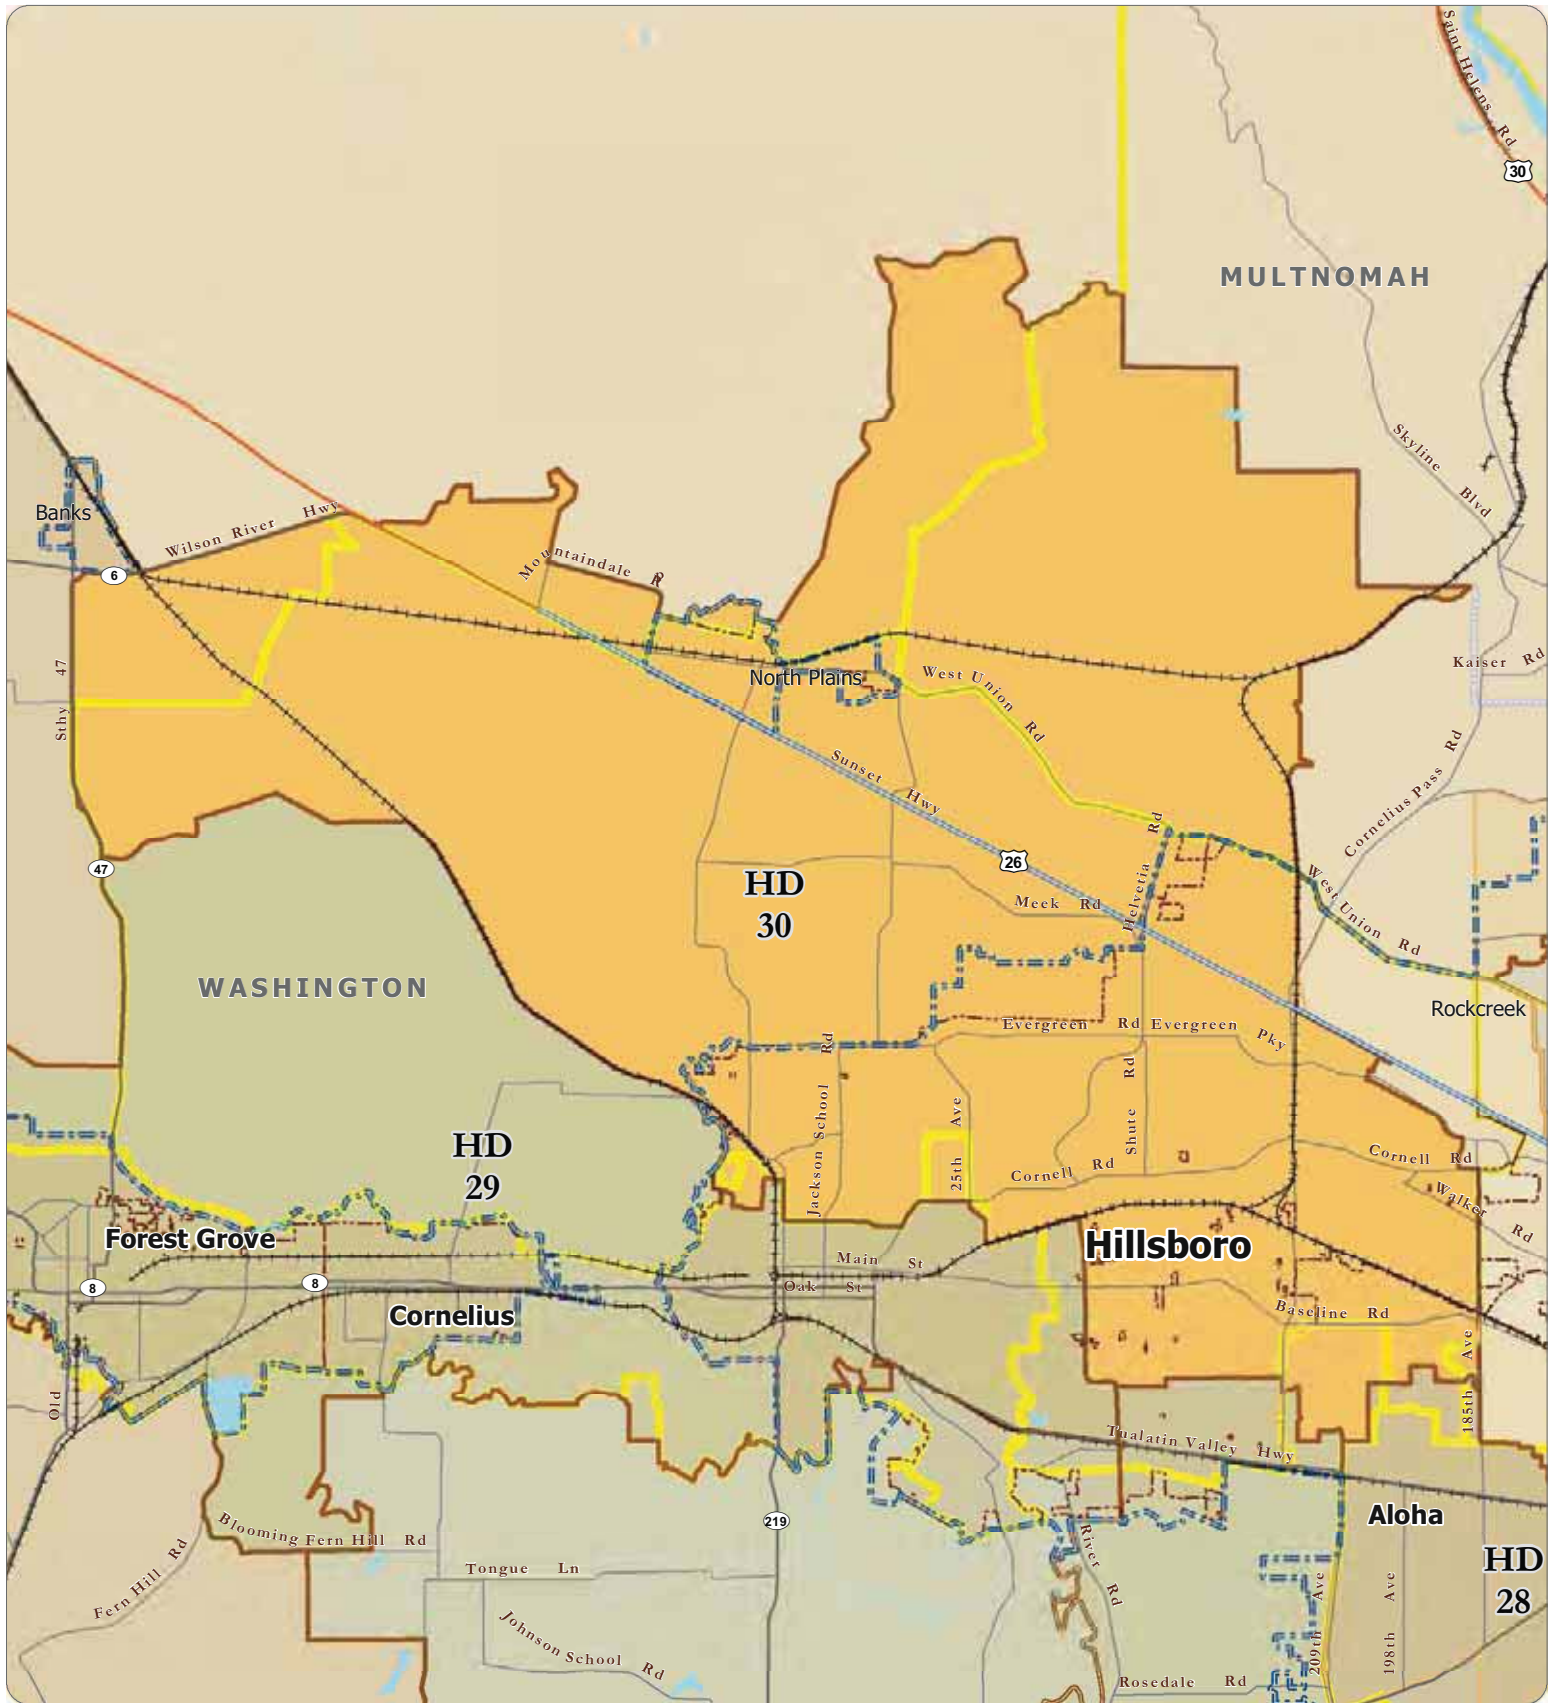 Saint Helens Rd
30
MULTNOMAH
Skyline Blvd
Banks
Wilson River Hwy
6
Mountaindale R
Sthy 47
North Plains
West Union Rd
Kaiser Rd
Sunset Hwy
Cornelius Pass Rd
47
26
HD
30
Helvetia Rd
Meek Rd
West Union Rd
WASHINGTON
Rockcreek
Evergreen Rd
Evergreen Pky
Jackson School Rd
25th Ave
Shute Rd
HD
29
Cornell Rd
Cornell Rd
Walker Rd
Forest Grove
Hillsboro
Main St
Oak St
8
8
Cornelius
Baseline Rd
185th Ave
Old
Tualatin Valley Hwy
219
Aloha
Blooming Fern Hill Rd
Fern Hill Rd
River Rd
HD
28
Tongue Ln
Johnson School Rd
209th Ave
198th Ave
Rosedale Rd